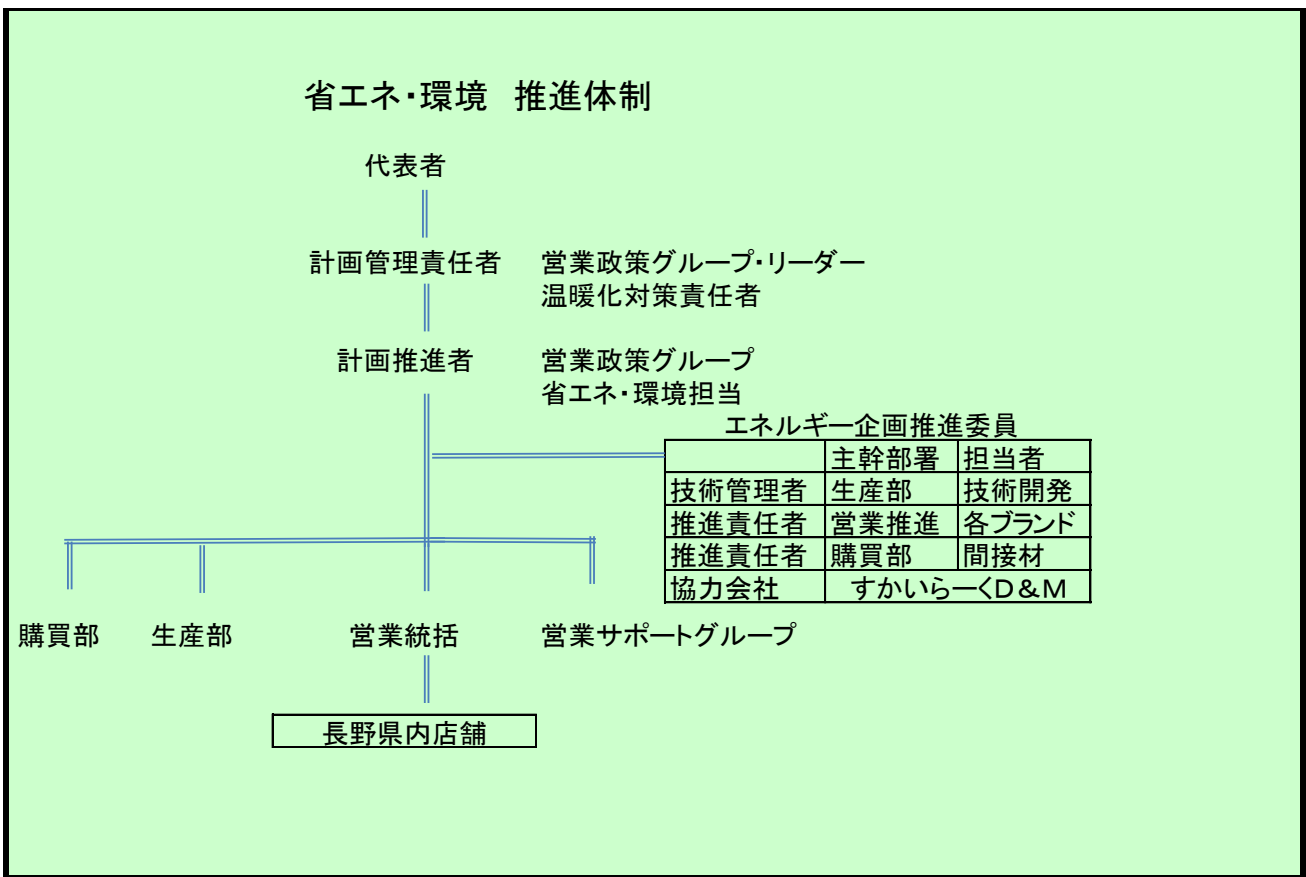 省エネ・環境　推進体制
代表者
計画管理責任者　営業政策グループ・リーダー
温暖化対策責任者
計画推進者　営業政策グループ
省エネ・環境担当
エネルギー企画推進委員
主幹部署　担当者
技術管理者　生産部　技術開発
推進責任者　営業推進　各ブランド
推進責任者　購買部　間接材
協力会社　すかいらーくD＆M
購買部　生産部　営業統括　営業サポートグループ
長野県内店舗